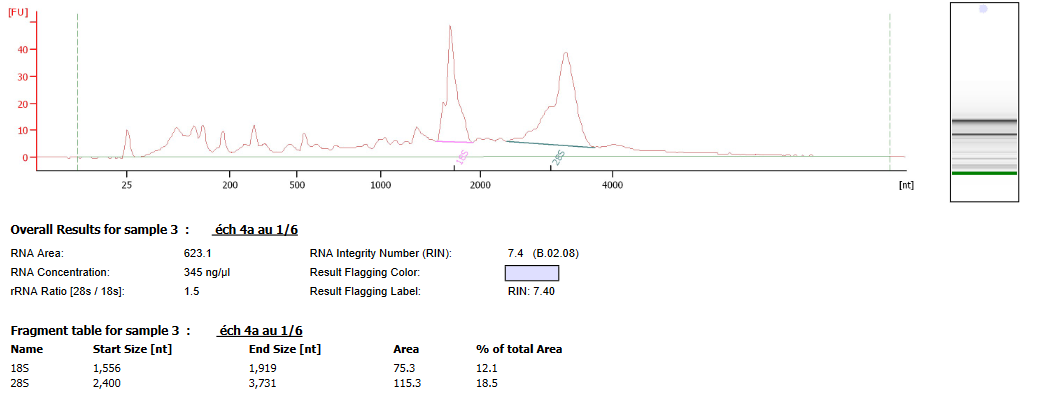 [FU]
40
30
20
10
0
18S
28S
25
200
500
1000
2000
4000
[nt]
Overall Results for sample 3 : éch 4a au 1/6
RNA Area: 623.1 RNA Integrity Number (RIN): 7.4 (B.02.08)
RNA Concentration: 345 ng/µl Result Flagging Color:
rRNA Ratio [28s / 18s]: 1.5 Result Flagging Label: RIN: 7.40
Fragment table for sample 3 : éch 4a au 1/6
Name Start Size [nt] End Size [nt] Area % of total Area
18S 1,556 1,919 75.3 12.1
28S 2,400 3,731 115.3 18.5